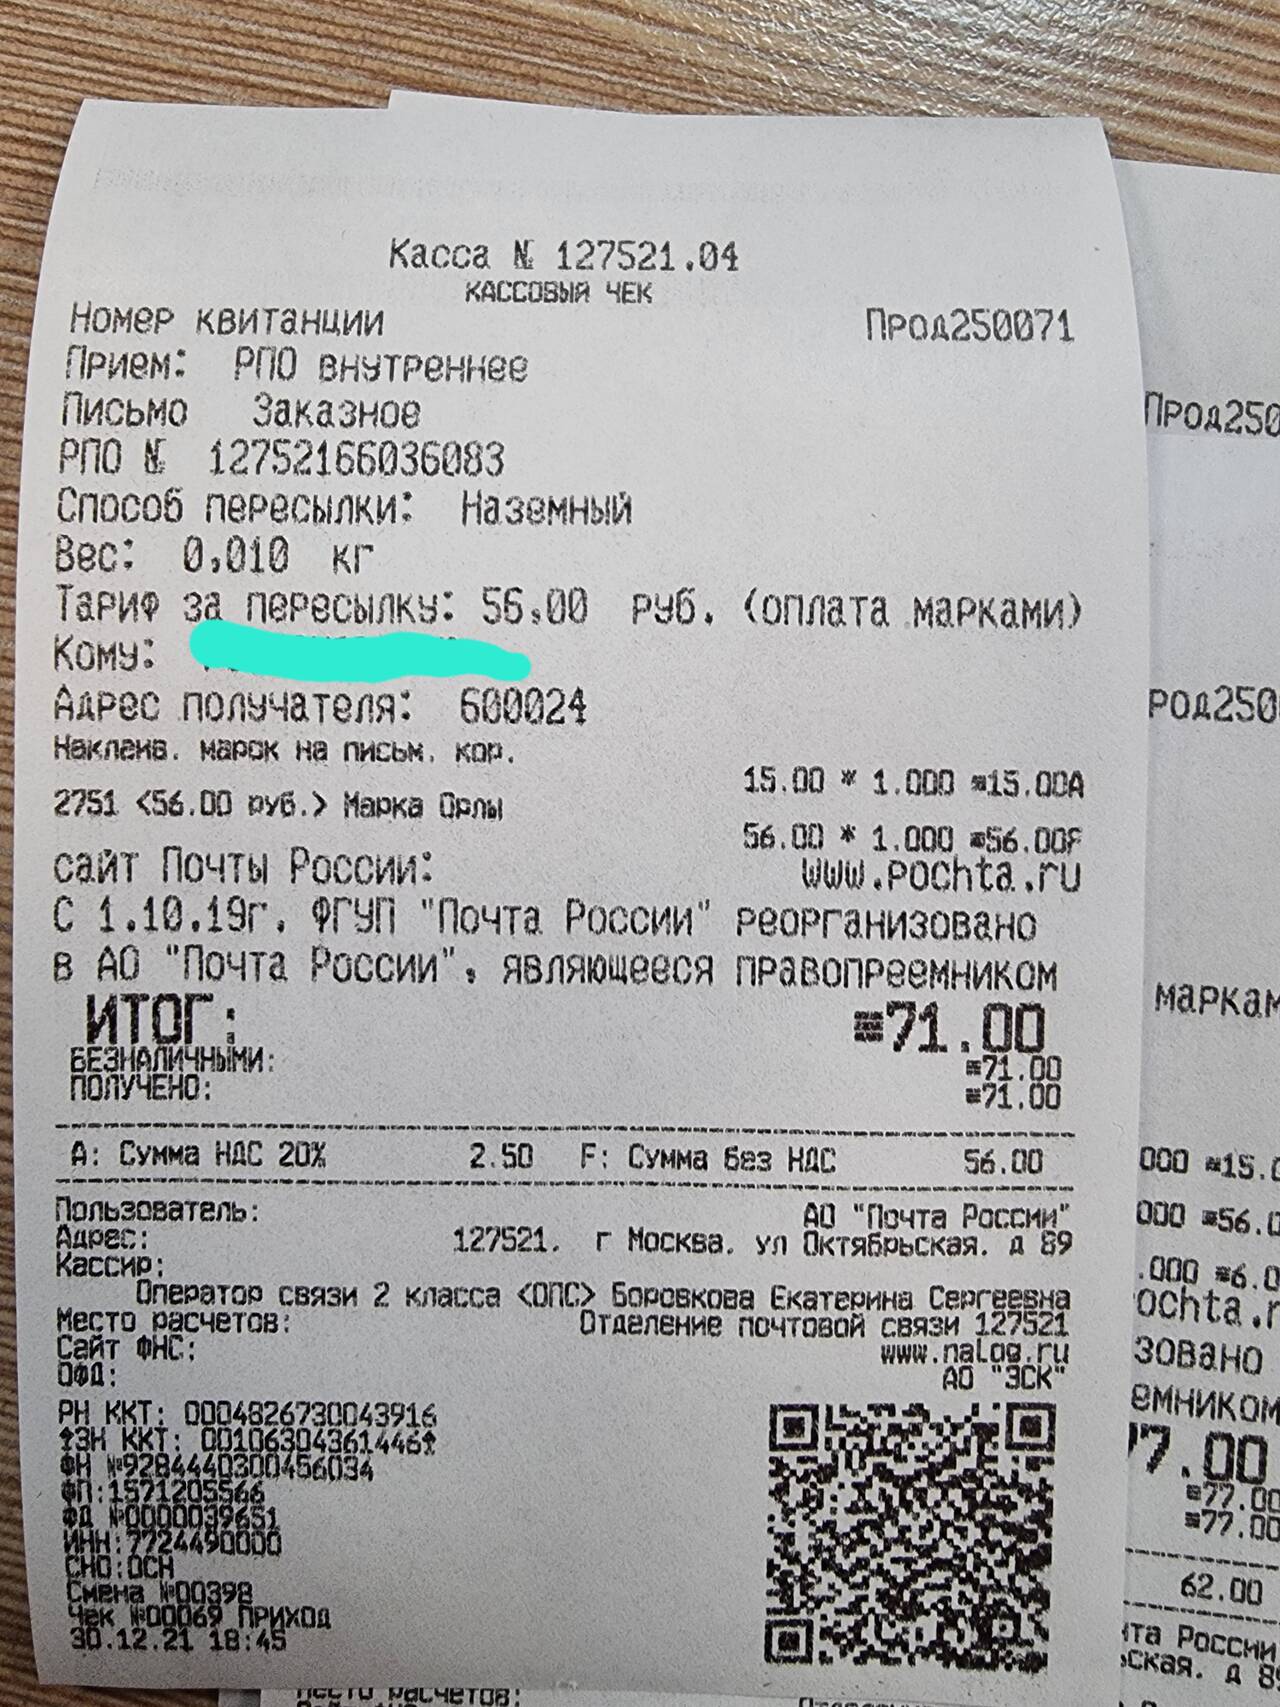 Касса № 127521.04
КАССОВЫЙ ЧЕК
Номер квитанции Прод250071
Прием: РПО внутреннее
Письмо Заказное
РПО № 12752166036083
Способ пересылки: Наземный
Вес: 0,010 кг
Тариф за пересылку: 56,00 руб. (оплата марками)
Кому:
Адрес получателя: 600024
Наклеив. марок на письм. кор.
15.00 * 1.000 ≡15.00А
2751 <56.00 руб.> Марка Орлы
56.00 * 1.000 ≡56.00F
сайт Почты России: www.pochta.ru
С 1.10.19г. ФГУП "Почта России" реорганизовано
в АО "Почта России", являющееся правопреемником
ИТОГ: ≡71.00
БЕЗНАЛИЧНЫМИ: ≡71.00
ПОЛУЧЕНО: ≡71.00
А: Сумма НДС 20% 2.50 F: Сумма без НДС 56.00
Пользователь: АО "Почта России"
Адрес: 127521, г Москва, ул Октябрьская, д 89
Кассир:
Оператор связи 2 класса <ОПС> Боровкова Екатерина Сергеевна
Место расчетов: Отделение почтовой связи 127521
Сайт ФНС: www.nalog.ru
ОФД: АО "ЭСК"
РН ККТ: 0004826730043916
ЗН ККТ: 00106304361446
ФН №9284440300456034
ФП:1571205566
ФД №0000039651
ИНН:7724490000
СНО:ОСН
Смена №00398
Чек №00069 ПРИХОД
30.12.21 18:45
Прод250
род250
маркам
000 ≡15.0
000 ≡56.0
.000 ≡6.0
ochta.r
зовано
емником
77.00
≡77.00
≡77.00
62.00
та России
ская, д 8
Место расчетов: